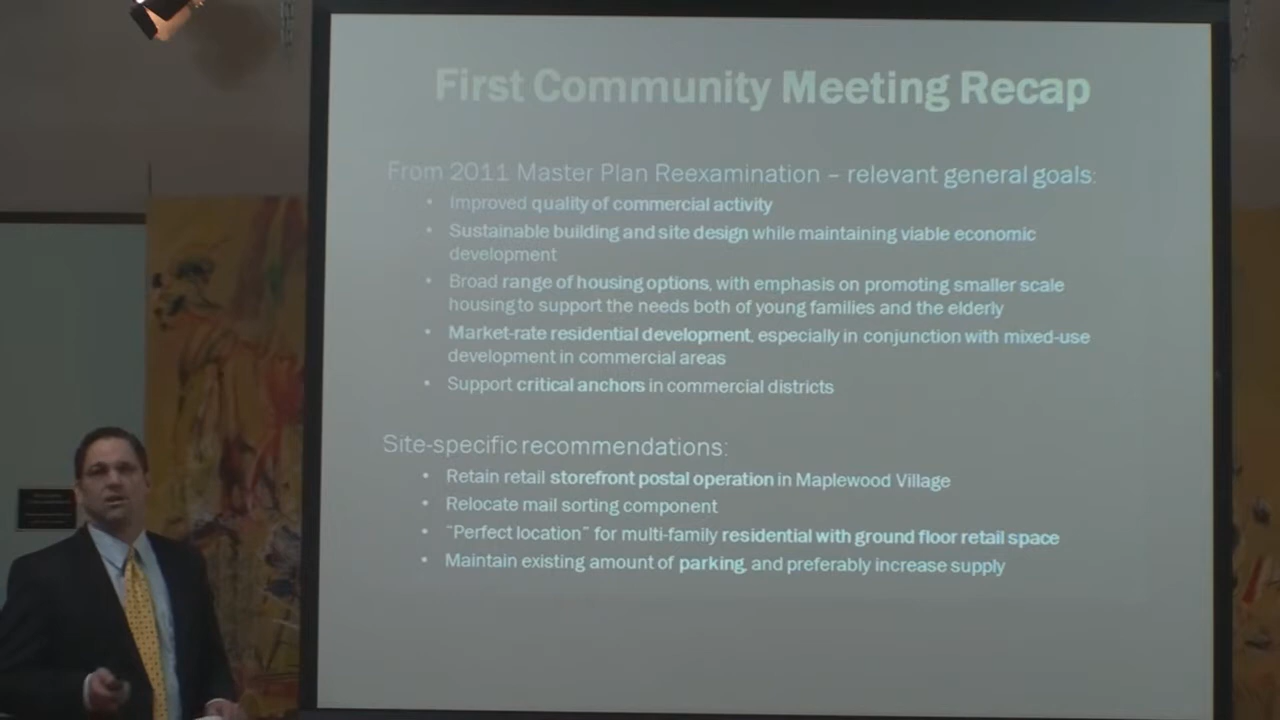 First Community Meeting Recap
From 2011 Master Plan Reexamination – relevant general goals:
• Improved quality of commercial activity
• Sustainable building and site design while maintaining viable economic
development
• Broad range of housing options, with emphasis on promoting smaller scale
housing to support the needs both of young families and the elderly
• Market-rate residential development, especially in conjunction with mixed-use
development in commercial areas
• Support critical anchors in commercial districts
Site-specific recommendations:
• Retain retail storefront postal operation in Maplewood Village
• Relocate mail sorting component
• “Perfect location” for multi-family residential with ground floor retail space
• Maintain existing amount of parking, and preferably increase supply